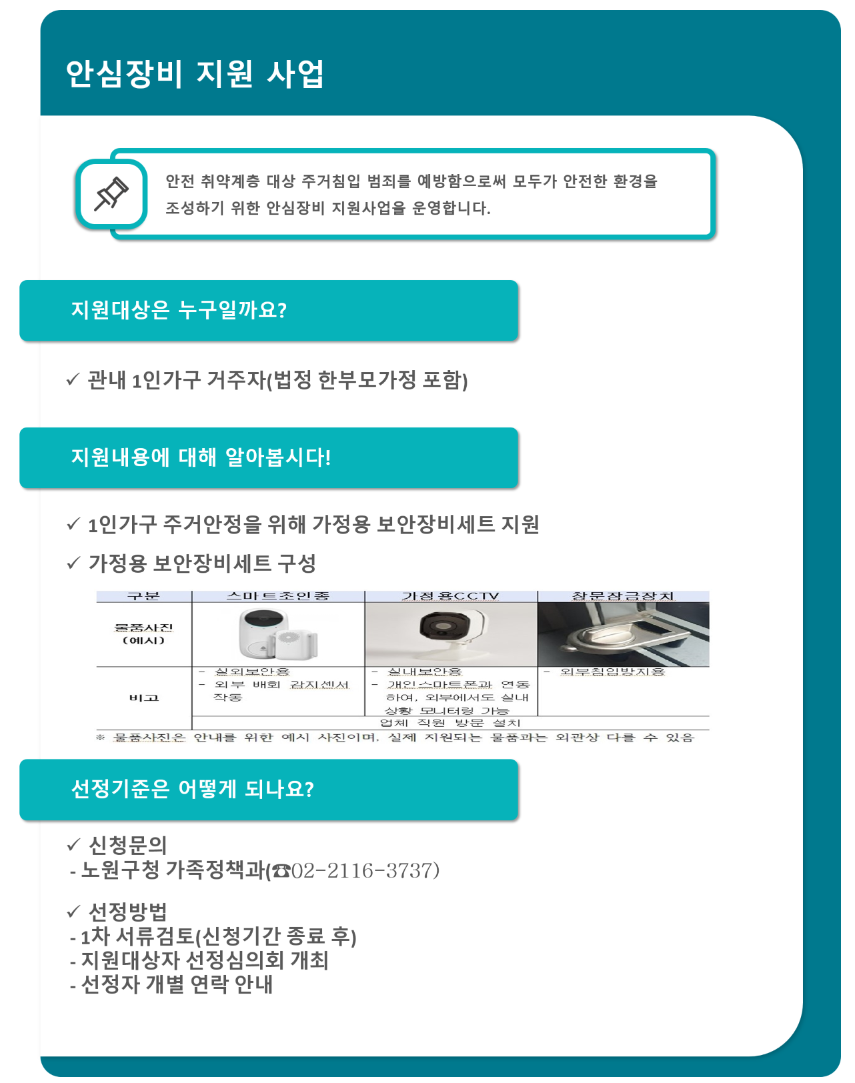 안심장비 지원 사업
안전 취약계층 대상 주거침입 범죄를 예방함으로써 모두가 안전한 환경을
조성하기 위한 안심장비 지원사업을 운영합니다.
지원대상은 누구일까요?
✓ 관내 1인가구 거주자(법정 한부모가정 포함)
지원내용에 대해 알아봅시다!
✓ 1인가구 주거안정을 위해 가정용 보안장비세트 지원
✓ 가정용 보안장비세트 구성
구분 스마트초인종 가정용CCTV 창문잠금장치
물품사진
(예시)
비고
- 실외보안용
- 외부 배회 감지센서
작동
- 실내보안용
- 개인스마트폰과 연동
하여, 외부에서도 실내
상황 모니터링 가능
- 외부침입방지용
업체 직원 방문 설치
※ 물품사진은 안내를 위한 예시 사진이며, 실제 지원되는 물품과는 외관상 다를 수 있음
선정기준은 어떻게 되나요?
✓ 신청문의
- 노원구청 가족정책과(☎02-2116-3737)
✓ 선정방법
- 1차 서류검토(신청기간 종료 후)
- 지원대상자 선정심의회 개최
- 선정자 개별 연락 안내